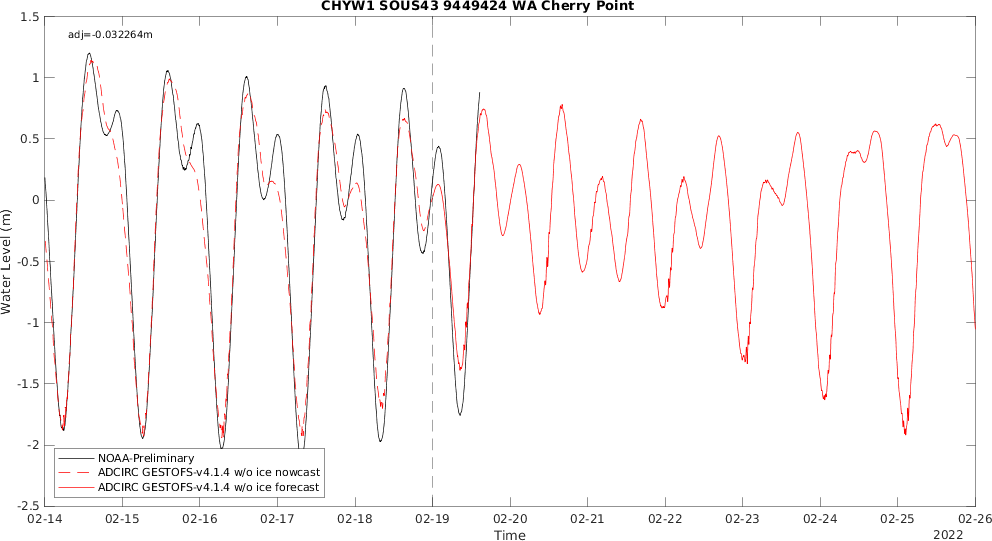 CHYW1 SOUS43 9449424 WA Cherry Point
adj=-0.032264m
Water Level (m)
1.5
1
0.5
0
-0.5
-1
-1.5
-2
-2.5
NOAA-Preliminary
ADCIRC GESTOFS-v4.1.4 w/o ice nowcast
ADCIRC GESTOFS-v4.1.4 w/o ice forecast
02-14 02-15 02-16 02-17 02-18 02-19 02-20 02-21 02-22 02-23 02-24 02-25 02-26
Time
2022